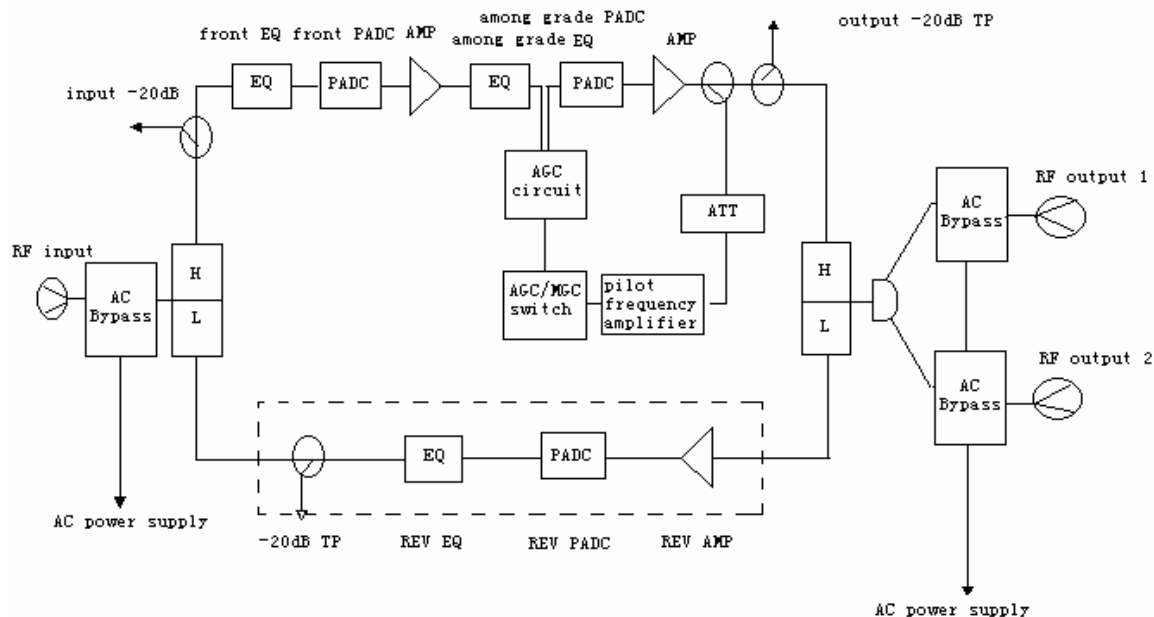 among grade PADC
output -20dB TP
front EQ front PADC AMP
among grade EQ
AMP
input -20dB
EQ
PADC
EQ
PADC
AGC
circuit
ATT
RF output 1
AC
Bypass
RF input
H
L
AC
Bypass
AGC/MGC
switch
pilot
frequency
amplifier
H
L
RF output 2
AC
Bypass
EQ
PADC
AC power supply
-20dB TP
REV EQ
REV PADC
REV AMP
AC power supply